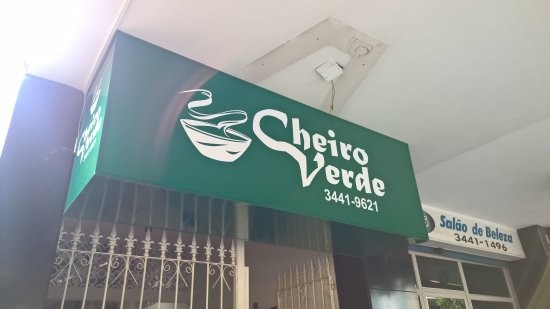 Cheiro
Verde
3441-9621
Salão de Beleza
3441-1496